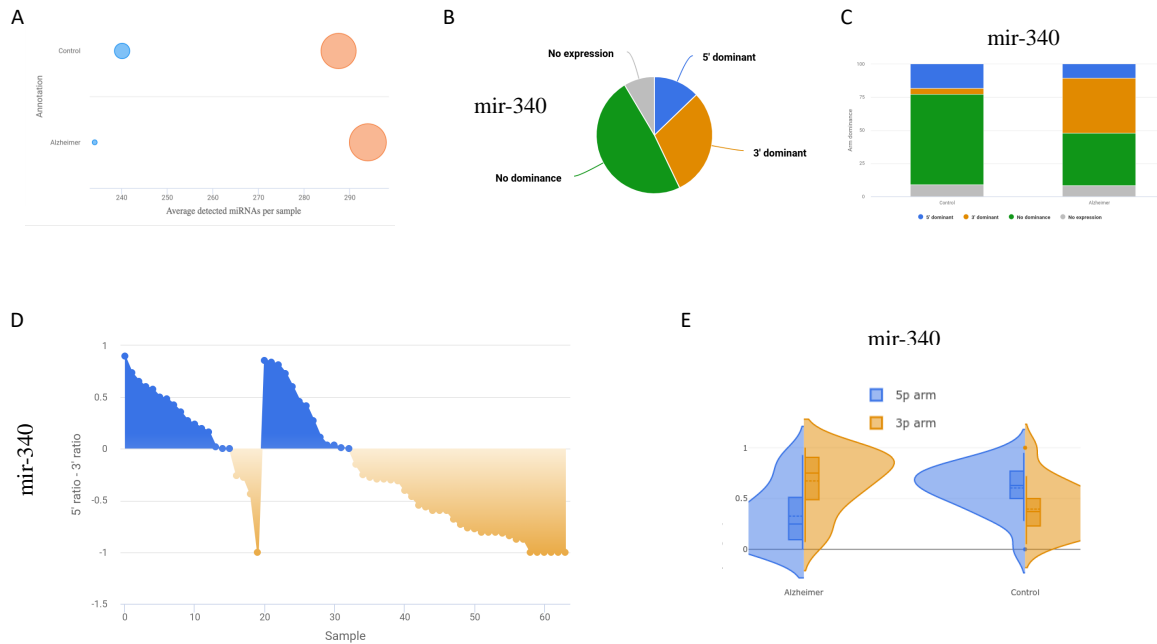 A
Control
Annotation
Alzheimer
240
250
260
270
280
290
Average detected miRNAs per sample
B
mir-340
No expression
5' dominant
3' dominant
No dominance
C
mir-340
100
75
50
25
0
Arm dominance
Control
Alzheimer
5' dominant
3' dominant
No dominance
No expression
D
mir-340
5' ratio - 3' ratio
1
0.5
0
-0.5
-1
-1.5
0
10
20
30
40
50
60
Sample
E
mir-340
5p arm
3p arm
1
0.5
0
Alzheimer
Control